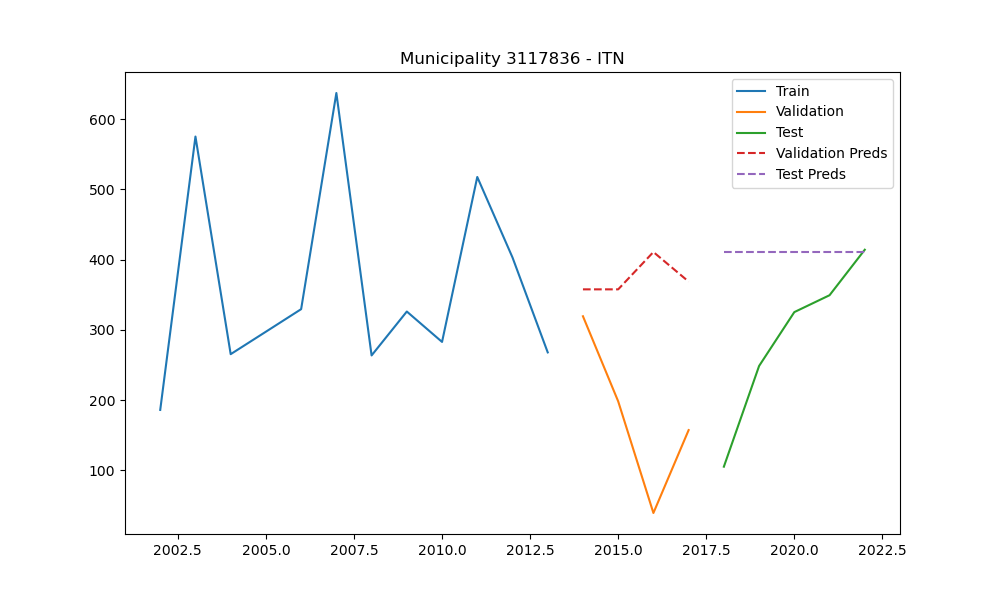 Municipality 3117836 - ITN
Train
Validation
Test
Validation Preds
Test Preds
600
500
400
300
200
100
2002.5 2005.0 2007.5 2010.0 2012.5 2015.0 2017.5 2020.0 2022.5